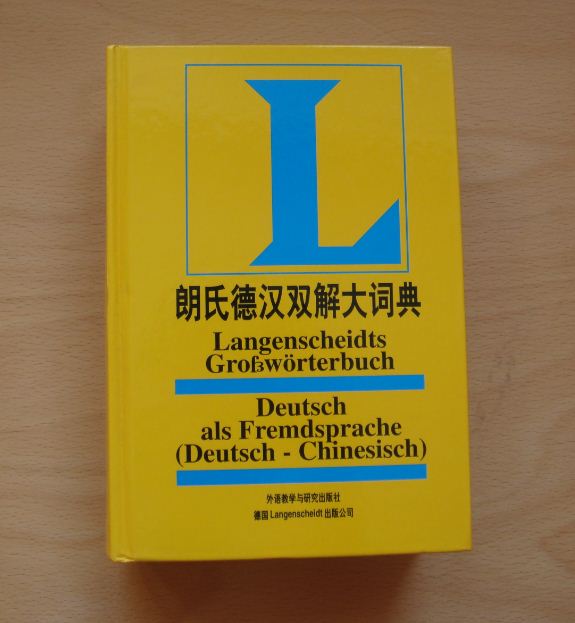 L
朗氏德汉双解大词典
Langenscheidts
Großwörterbuch
Deutsch
als Fremdsprache
(Deutsch - Chinesisch)
外语教学与研究出版社
德国 Langenscheidt 出版公司